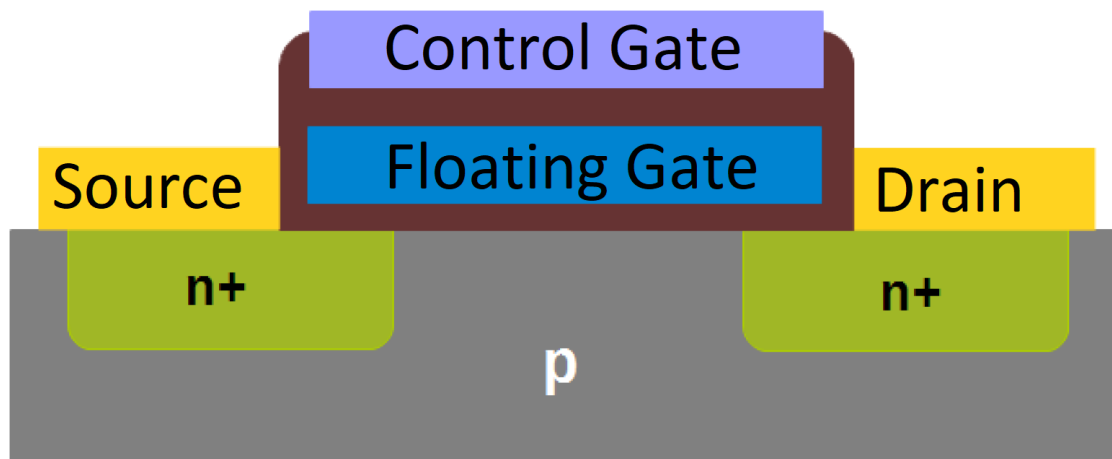 Control Gate
Floating Gate
Source
Drain
n+
n+
p